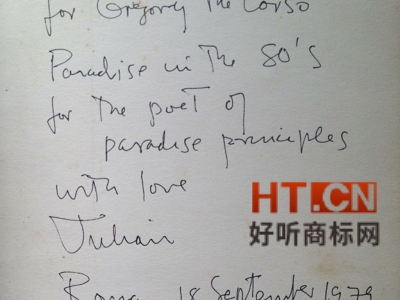 for Gregory The Corso
Paradise in The 80's
for The poet of
paradise principles
with love
Julian
HT.CN
好听商标网
Roma 18 September 1979